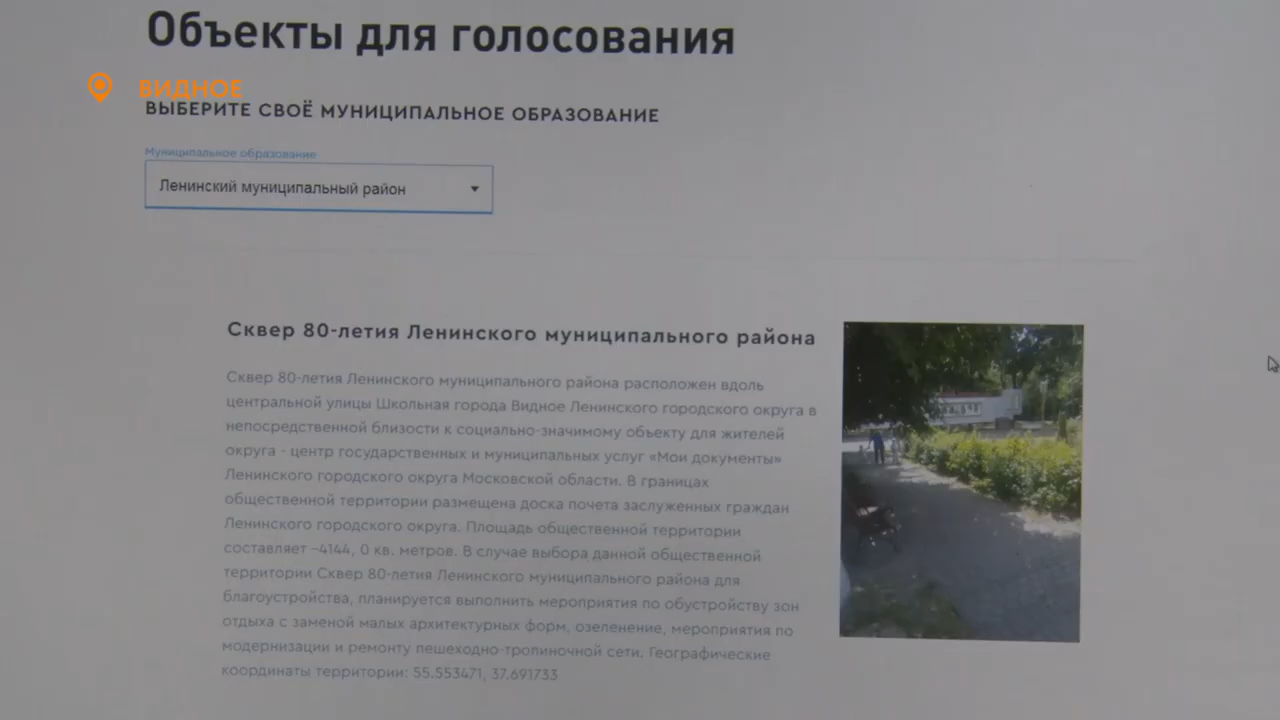 Объекты для голосования
ВИДНОЕ
ВЫБЕРИТЕ СВОЁ МУНИЦИПАЛЬНОЕ ОБРАЗОВАНИЕ
Муниципальное образование
Ленинский муниципальный район
Сквер 80-летия Ленинского муниципального района
Сквер 80-летия Ленинского муниципального района расположен вдоль
центральной улицы Школьная города Видное Ленинского городского округа в
непосредственной близости к социально-значимому объекту для жителей
округа - центр государственных и муниципальных услуг «Мои документы»
Ленинского городского округа Московской области. В границах
общественной территории размещена доска почета заслуженных граждан
Ленинского городского округа. Площадь общественной территории
составляет –4144, 0 кв. метров. В случае выбора данной общественной
территории Сквер 80-летия Ленинского муниципального района для
благоустройства, планируется выполнить мероприятия по обустройству зон
отдыха с заменой малых архитектурных форм, озеленение, мероприятия по
модернизации и ремонту пешеходно-тропиночной сети. Географические
координаты территории: 55.553471, 37.691733